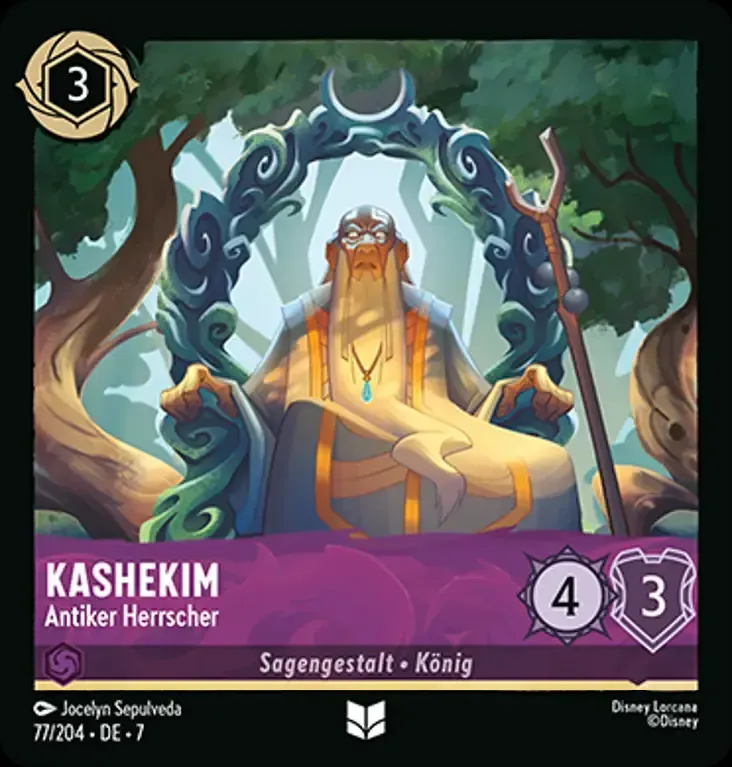 3
KASHEKIM
Antiker Herrscher
4
3
Sagengestalt • König
Jocelyn Sepulveda
77/204 • DE • 7
Disney Lorcana
©Disney